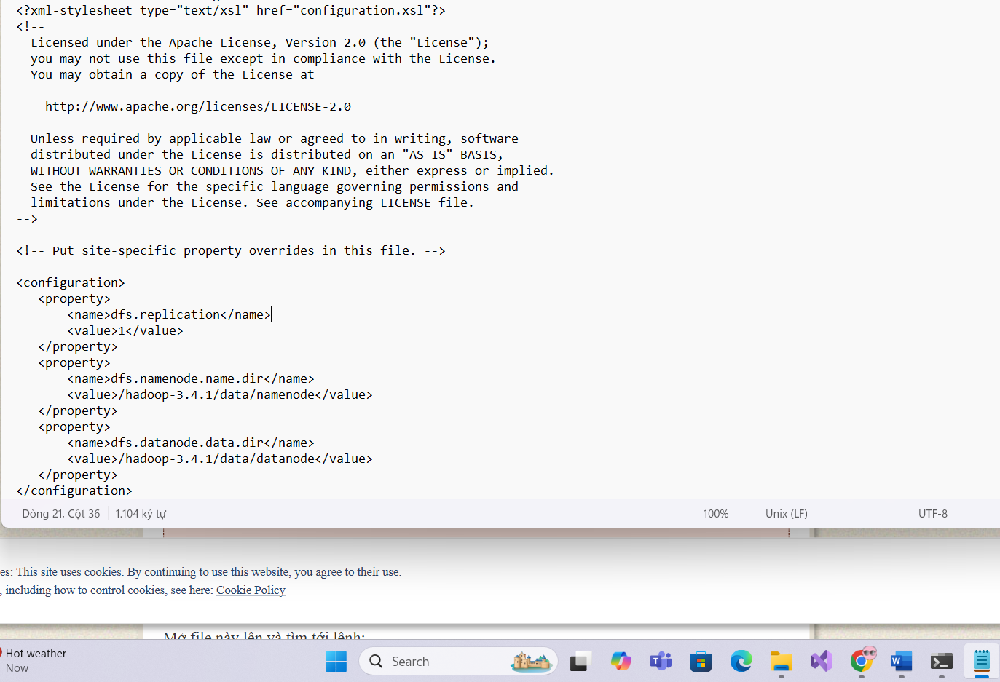 <?xml-stylesheet type="text/xsl" href="configuration.xsl"?>
<!--
  Licensed under the Apache License, Version 2.0 (the "License");
  you may not use this file except in compliance with the License.
  You may obtain a copy of the License at

    http://www.apache.org/licenses/LICENSE-2.0

  Unless required by applicable law or agreed to in writing, software
  distributed under the License is distributed on an "AS IS" BASIS,
  WITHOUT WARRANTIES OR CONDITIONS OF ANY KIND, either express or implied.
  See the License for the specific language governing permissions and
  limitations under the License. See accompanying LICENSE file.
-->

<!-- Put site-specific property overrides in this file. -->

<configuration>
   <property>
       <name>dfs.replication</name>
       <value>1</value>
   </property>
   <property>
       <name>dfs.namenode.name.dir</name>
       <value>/hadoop-3.4.1/data/namenode</value>
   </property>
   <property>
       <name>dfs.datanode.data.dir</name>
       <value>/hadoop-3.4.1/data/datanode</value>
   </property>
</configuration>
Dòng 21, Cột 36 1.104 ký tự 100% Unix (LF) UTF-8
es: This site uses cookies. By continuing to use this website, you agree to their use.
, including how to control cookies, see here: Cookie Policy
Mở file này lên và tìm tới lệnh:
Hot weather
Now
Search